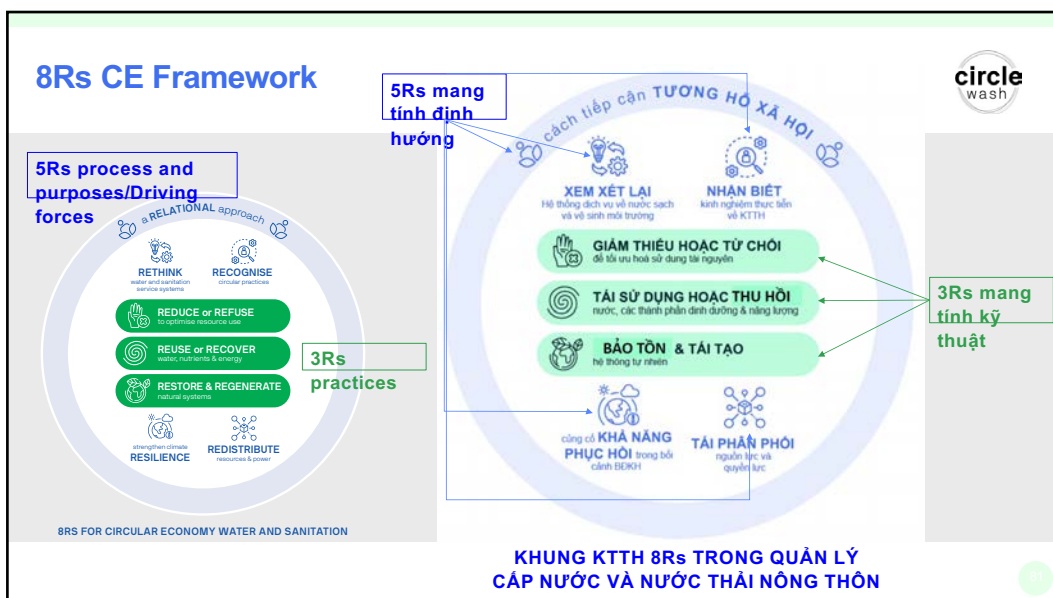 8Rs CE Framework
circle
wash
5Rs process and
purposes/Driving
forces
a RELATIONAL approach
RETHINK
water and sanitation
service systems
RECOGNISE
circular practices
REDUCE or REFUSE
to optimise resource use
REUSE or RECOVER
water, nutrients & energy
RESTORE & REGENERATE
natural systems
strengthen climate
RESILIENCE
REDISTRIBUTE
resources & power
8RS FOR CIRCULAR ECONOMY WATER AND SANITATION
3Rs
practices
5Rs mang
tính định
hướng
cách tiếp cận TƯƠNG HỖ XÃ HỘI
XEM XÉT LẠI
Hệ thống dịch vụ về nước sạch
và vệ sinh môi trường
NHẬN BIẾT
kinh nghiệm thực tiễn
về KTTH
GIẢM THIỂU HOẶC TỪ CHỐI
để tối ưu hoá sử dụng tài nguyên
TÁI SỬ DỤNG HOẶC THU HỒI
nước, các thành phần dinh dưỡng & năng lượng
BẢO TỒN & TÁI TẠO
hệ thống tự nhiên
củng cố KHẢ NĂNG
PHỤC HỒI trong bối
cảnh BĐKH
TÁI PHÂN PHỐI
nguồn lực và
quyền lực
3Rs mang
tính kỹ
thuật
KHUNG KTTH 8Rs TRONG QUẢN LÝ
CẤP NƯỚC VÀ NƯỚC THẢI NÔNG THÔN